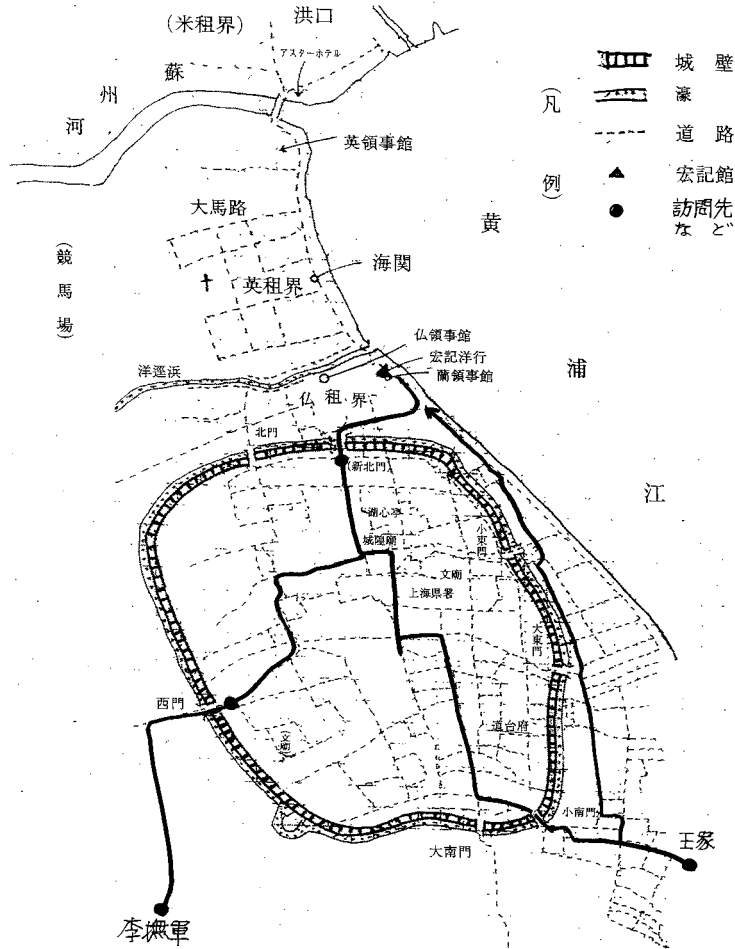 (米租界)
洪口
アスターホテル
蘇
州
河
英領事館
大馬路
(競馬場)
英租界
海関
黄
浦
江
仏領事館
宏記洋行
蘭領事館
洋逕浜
仏租界
北門
(新北門)
湖心亭
城隍廟
小東門
文廟
上海県署
大東門
西門
(文廟)
道台府
小南門
大南門
王家
李撫軍
(凡例)
城壁
濠
道路
宏記館
訪問先など